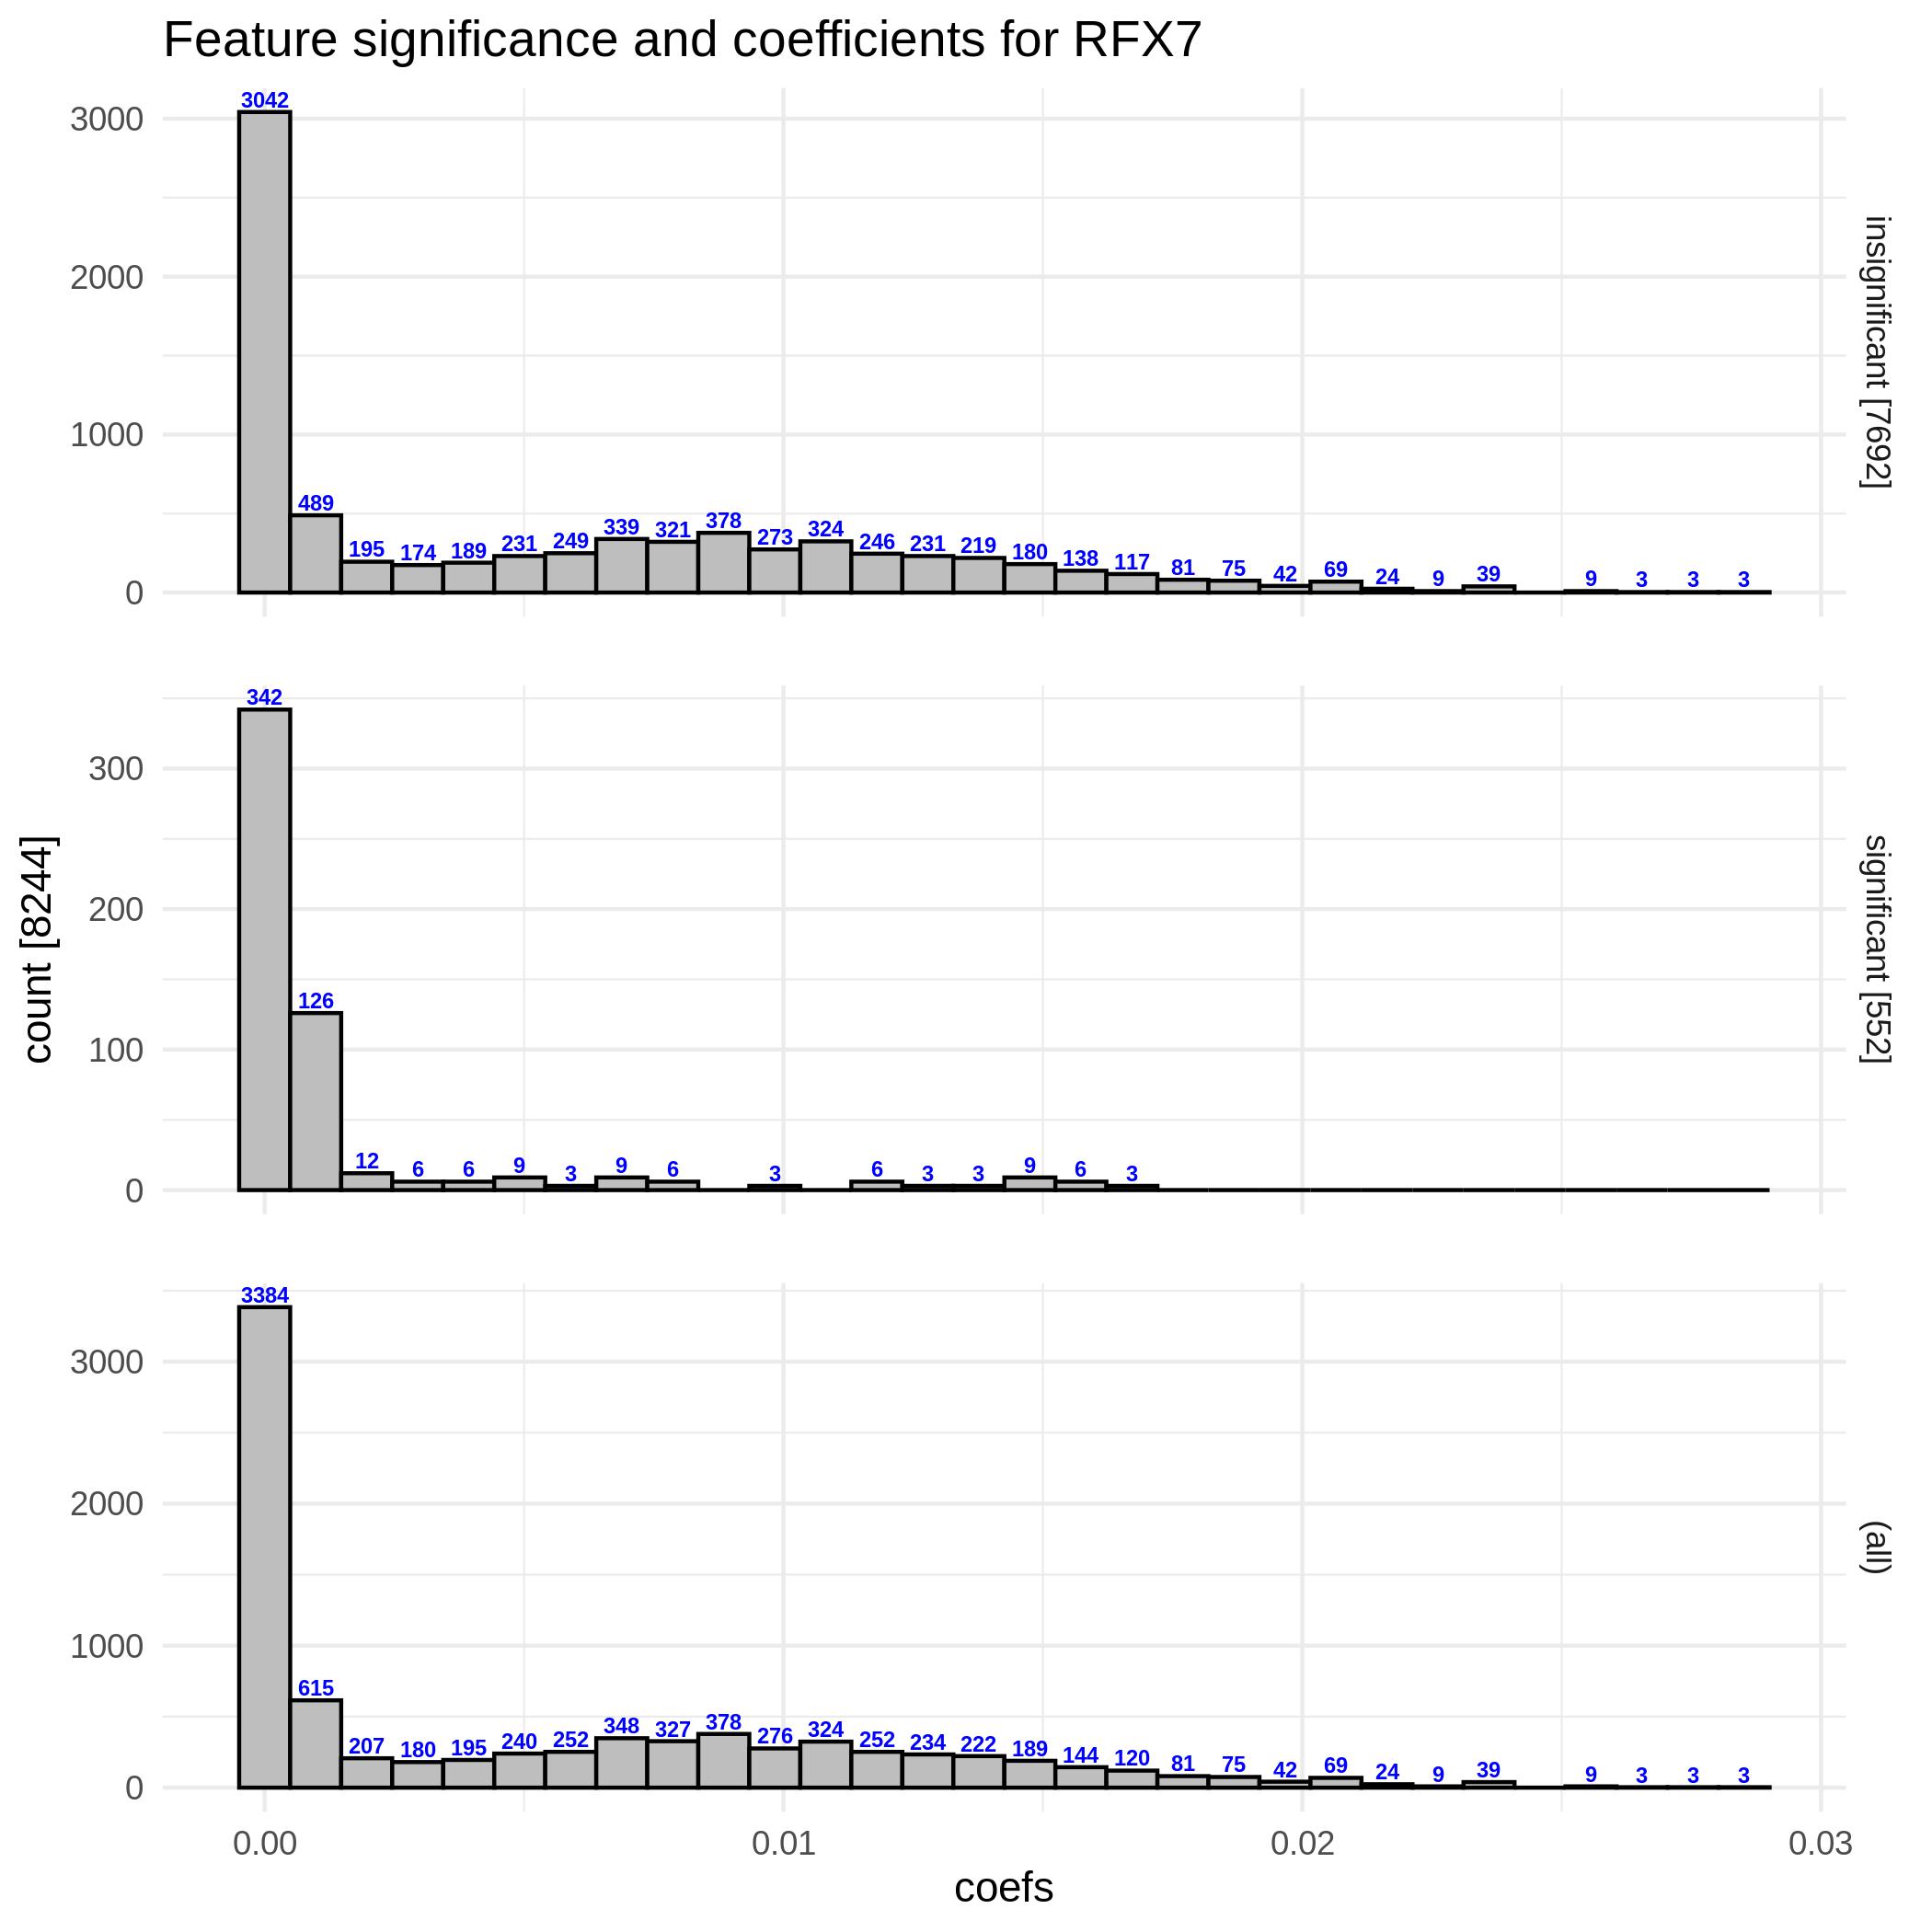 Feature significance and coefficients for RFX7
3042
3000
2000
1000
0
489
195 174 189 231 249 339 321 378 273 324 246 231 219 180 138 117 81 75 42 69 24 9 39 9 3 3 3
insignificant [7692]
count [8244]
342
300
200
100
0
126
12 6 6 9 3 9 6 3 6 3 3 9 6 3
significant [552]
3384
3000
2000
1000
0
615
207 180 195 240 252 348 327 378 276 324 252 234 222 189 144 120 81 75 42 69 24 9 39 9 3 3 3
(all)
0.00 0.01 0.02 0.03
coefs